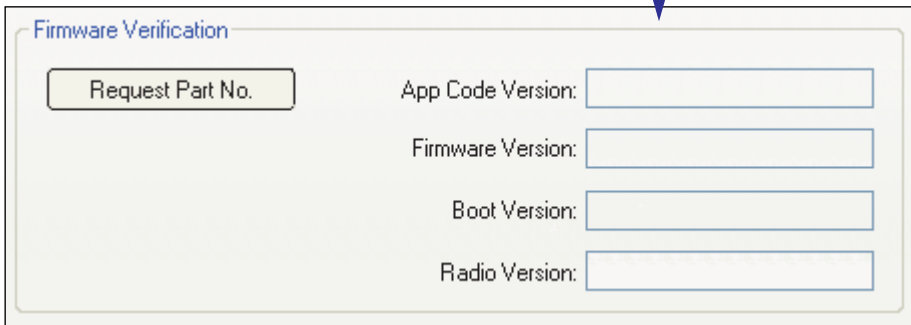 Firmware Verification
Request Part No.
App Code Version:
Firmware Version:
Boot Version:
Radio Version: